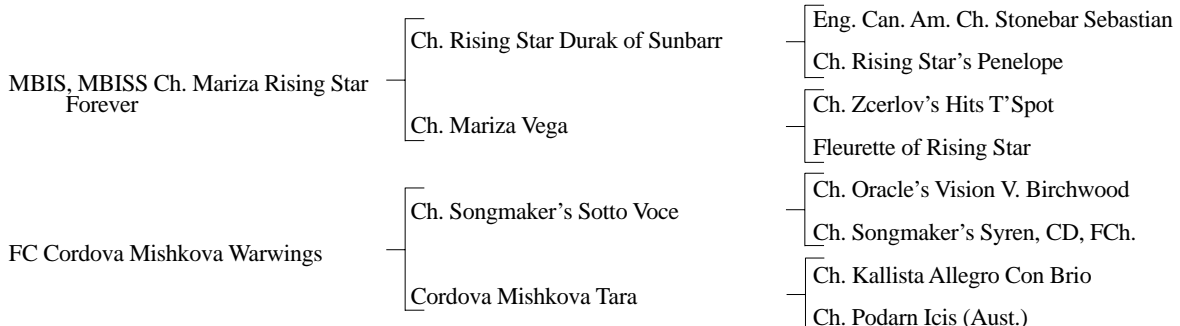 Eng. Can. Am. Ch. Stonebar Sebastian
Ch. Rising Star Durak of Sunbarr
Ch. Rising Star’s Penelope
MBIS, MBISS Ch. Mariza Rising Star
Forever
Ch. Zcerlov’s Hits T’Spot
Ch. Mariza Vega
Fleurette of Rising Star
Ch. Oracle’s Vision V. Birchwood
Ch. Songmaker’s Sotto Voce
Ch. Songmaker’s Syren, CD, FCh.
FC Cordova Mishkova Warwings
Ch. Kallista Allegro Con Brio
Cordova Mishkova Tara
Ch. Podarn Icis (Aust.)